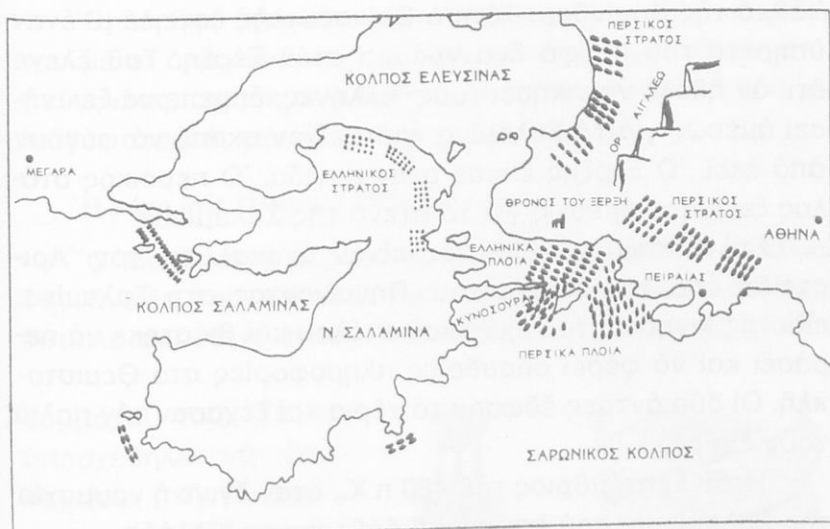 ΠΕΡΣΙΚΟΣ
ΣΤΡΑΤΟΣ
ΚΟΛΠΟΣ ΕΛΕΥΣΙΝΑΣ
ΟΡΟΣ ΑΙΓΑΛΕΩ
ΜΕΓΑΡΑ
ΕΛΛΗΝΙΚΟΣ
ΣΤΡΑΤΟΣ
ΘΡΟΝΟΣ ΤΟΥ ΞΕΡΞΗ
ΠΕΡΣΙΚΟΣ
ΣΤΡΑΤΟΣ
ΑΘΗΝΑ
ΕΛΛΗΝΙΚΑ
ΠΛΟΙΑ
ΠΕΙΡΑΙΑΣ
ΚΥΝΟΣΟΥΡΑ
ΚΟΛΠΟΣ ΣΑΛΑΜΙΝΑΣ
Ν. ΣΑΛΑΜΙΝΑ
ΠΕΡΣΙΚΑ ΠΛΟΙΑ
ΣΑΡΩΝΙΚΟΣ ΚΟΛΠΟΣ